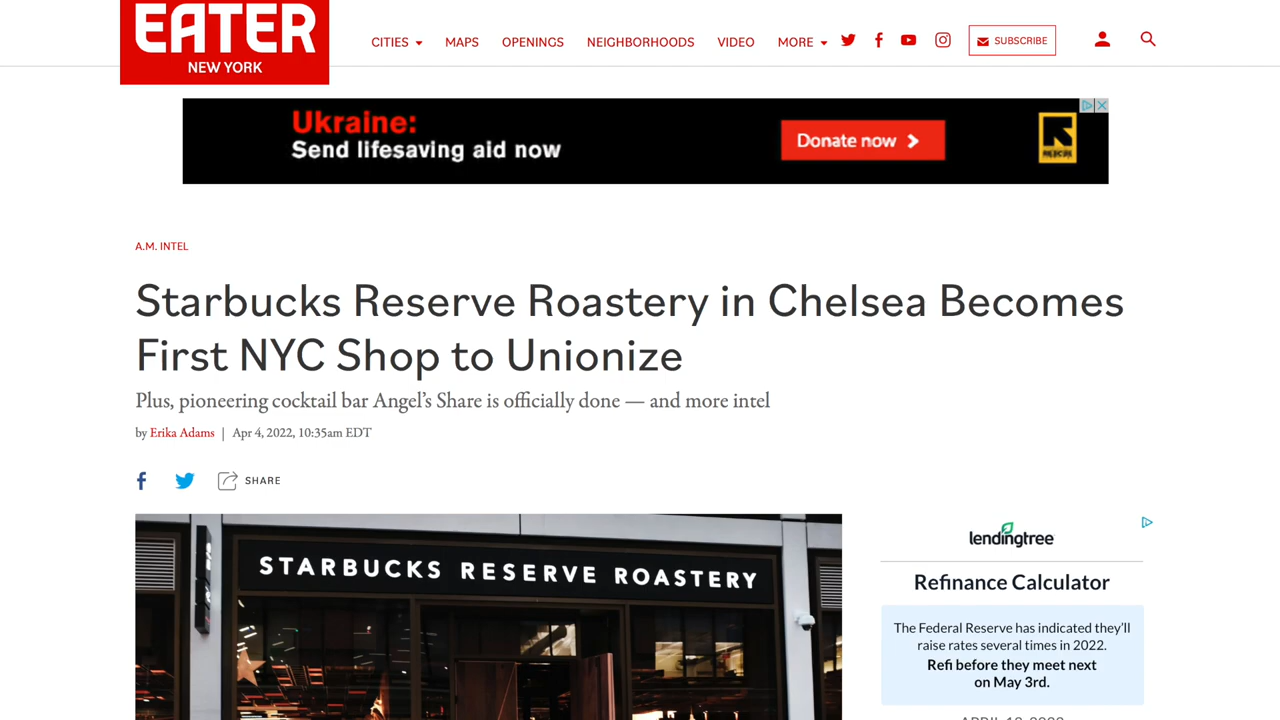 EATER
NEW YORK
CITIES MAPS OPENINGS NEIGHBORHOODS VIDEO MORE SUBSCRIBE
Ukraine:
Send lifesaving aid now
Donate now
RESCUE
A.M. INTEL
Starbucks Reserve Roastery in Chelsea Becomes
First NYC Shop to Unionize
Plus, pioneering cocktail bar Angel's Share is officially done — and more intel
by Erika Adams | Apr 4, 2022, 10:35am EDT
SHARE
STARBUCKS RESERVE ROASTERY
lendingtree
Refinance Calculator
The Federal Reserve has indicated they'll
raise rates several times in 2022.
Refi before they meet next
on May 3rd.